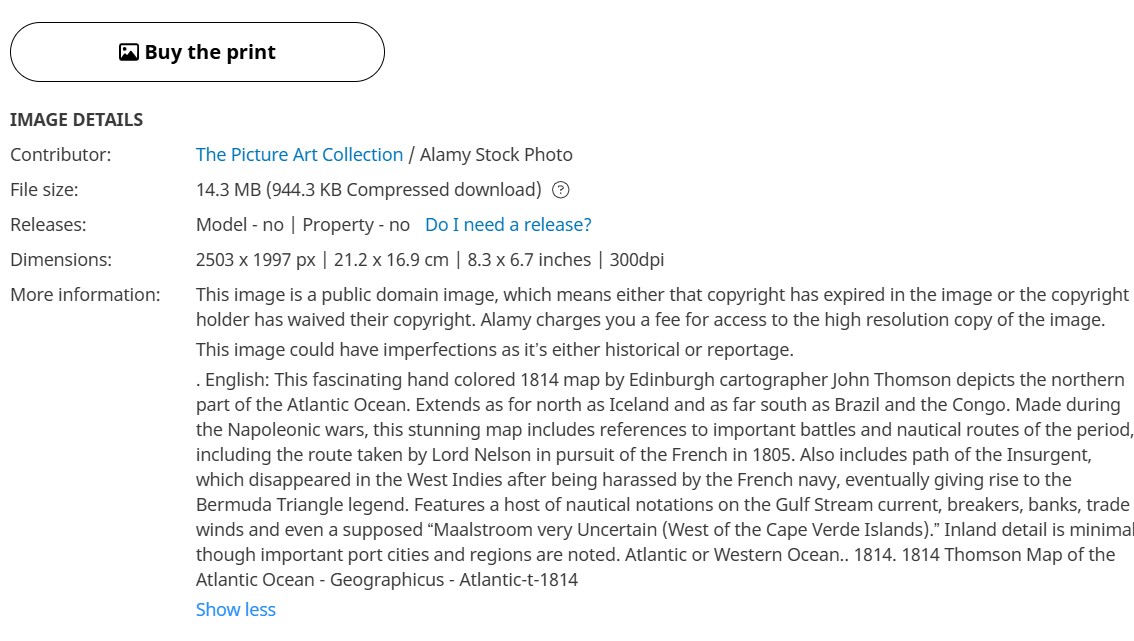 Buy the print
IMAGE DETAILS
Contributor: The Picture Art Collection / Alamy Stock Photo
File size: 14.3 MB (944.3 KB Compressed download) ?
Releases: Model - no | Property - no Do I need a release?
Dimensions: 2503 x 1997 px | 21.2 x 16.9 cm | 8.3 x 6.7 inches | 300dpi
More information: This image is a public domain image, which means either that copyright has expired in the image or the copyright
holder has waived their copyright. Alamy charges you a fee for access to the high resolution copy of the image.
This image could have imperfections as it’s either historical or reportage.
. English: This fascinating hand colored 1814 map by Edinburgh cartographer John Thomson depicts the northern
part of the Atlantic Ocean. Extends as for north as Iceland and as far south as Brazil and the Congo. Made during
the Napoleonic wars, this stunning map includes references to important battles and nautical routes of the period,
including the route taken by Lord Nelson in pursuit of the French in 1805. Also includes path of the Insurgent,
which disappeared in the West Indies after being harassed by the French navy, eventually giving rise to the
Bermuda Triangle legend. Features a host of nautical notations on the Gulf Stream current, breakers, banks, trade
winds and even a supposed “Maalstroom very Uncertain (West of the Cape Verde Islands).” Inland detail is minimal
though important port cities and regions are noted. Atlantic or Western Ocean.. 1814. 1814 Thomson Map of the
Atlantic Ocean - Geographicus - Atlantic-t-1814
Show less